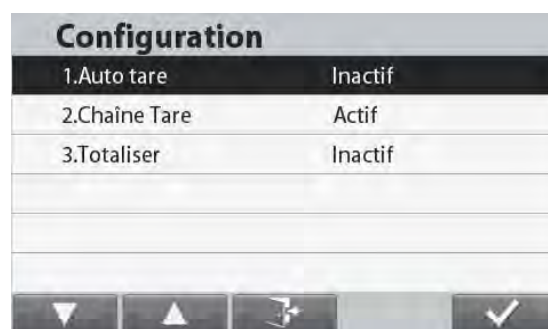 Configuration
1.Auto tare Inactif
2.Chaîne Tare Actif
3.Totaliser Inactif